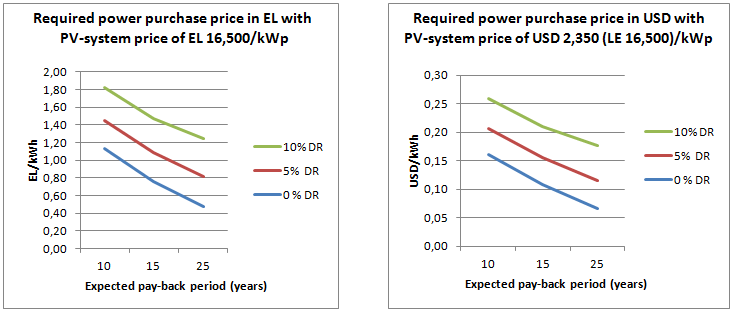 Required power purchase price in EL with
PV-system price of EL 16,500/kWp
2,00
1,80
1,60
1,40
1,20
1,00
0,80
0,60
0,40
0,20
0,00
EL/kWh
10
15
25
Expected pay-back period (years)
10% DR
5% DR
0 % DR
Required power purchase price in USD with
PV-system price of USD 2,350 (LE 16,500)/kWp
0,30
0,25
0,20
0,15
0,10
0,05
0,00
USD/kWh
10
15
25
Expected pay-back period (years)
10% DR
5% DR
0 % DR